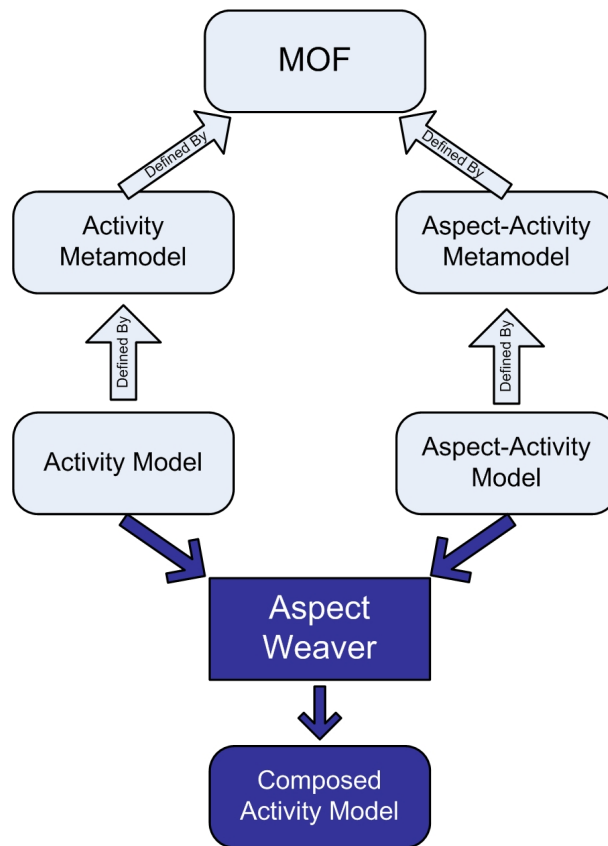 MOF
Defined By
Defined By
Activity
Metamodel
Aspect-Activity
Metamodel
Defined By
Defined By
Activity Model
Aspect-Activity
Model
Aspect
Weaver
Composed
Activity Model